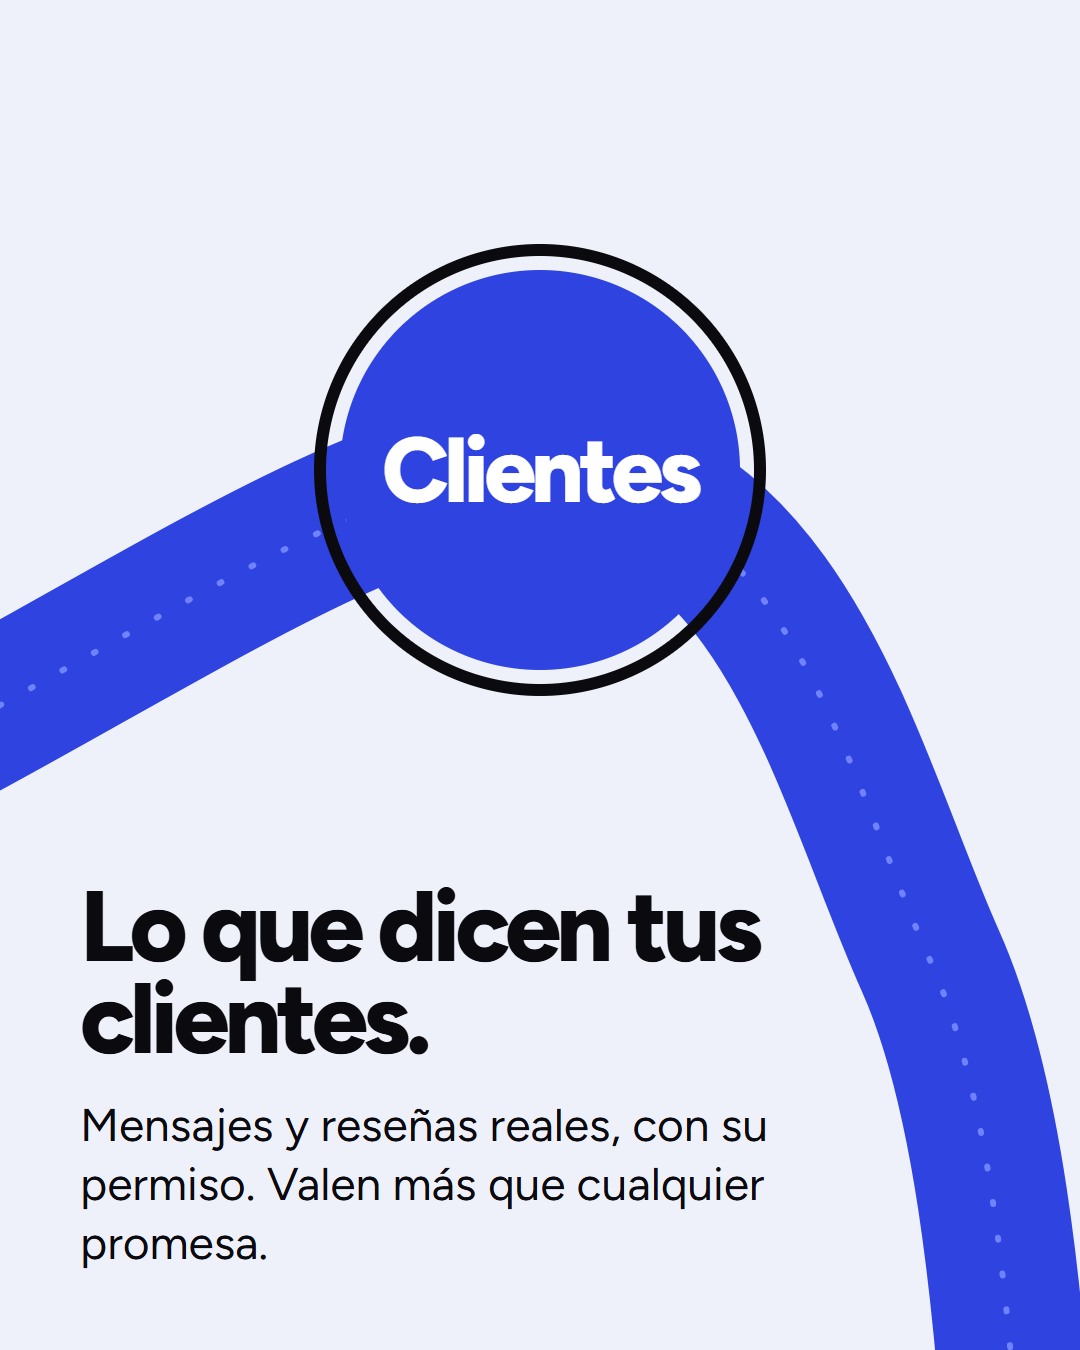 Clientes
Lo que dicen tus
clientes.
Mensajes y reseñas reales, con su
permiso. Valen más que cualquier
promesa.